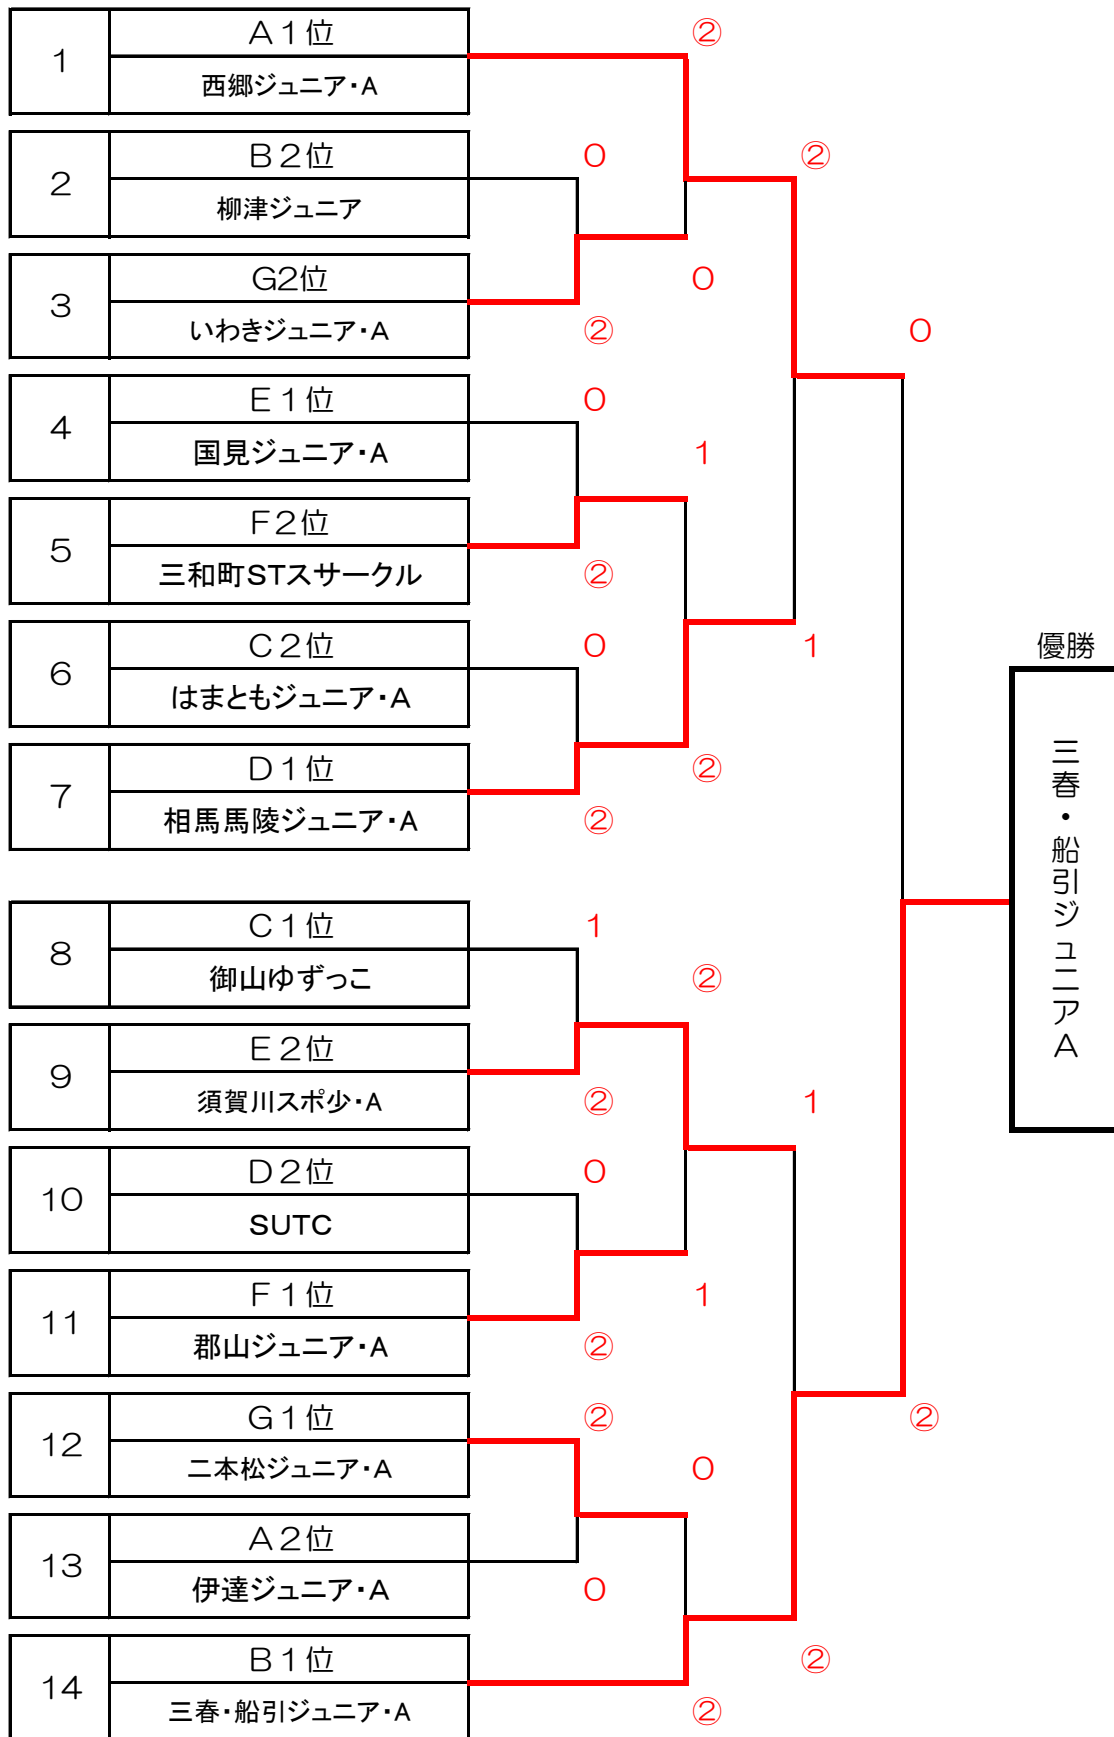 A1位
②
1
西郷ジュニア・A
B2位
0
②
2
柳津ジュニア
G2位
0
3
いわきジュニア・A
②
0
E1位
0
4
国見ジュニア・A
1
F2位
5
三和町STスサークル
②
C2位
0
1
優勝
6
はまともジュニア・A
D1位
②
7
相馬馬陵ジュニア・A
②
三春・船引ジュニアA
C1位
1
8
御山ゆずっこ
②
E2位
9
須賀川スポ少・A
②
1
D2位
0
10
SUTC
F1位
1
11
郡山ジュニア・A
②
G1位
②
②
12
二本松ジュニア・A
0
A2位
13
伊達ジュニア・A
0
B1位
②
14
三春・船引ジュニア・A
②